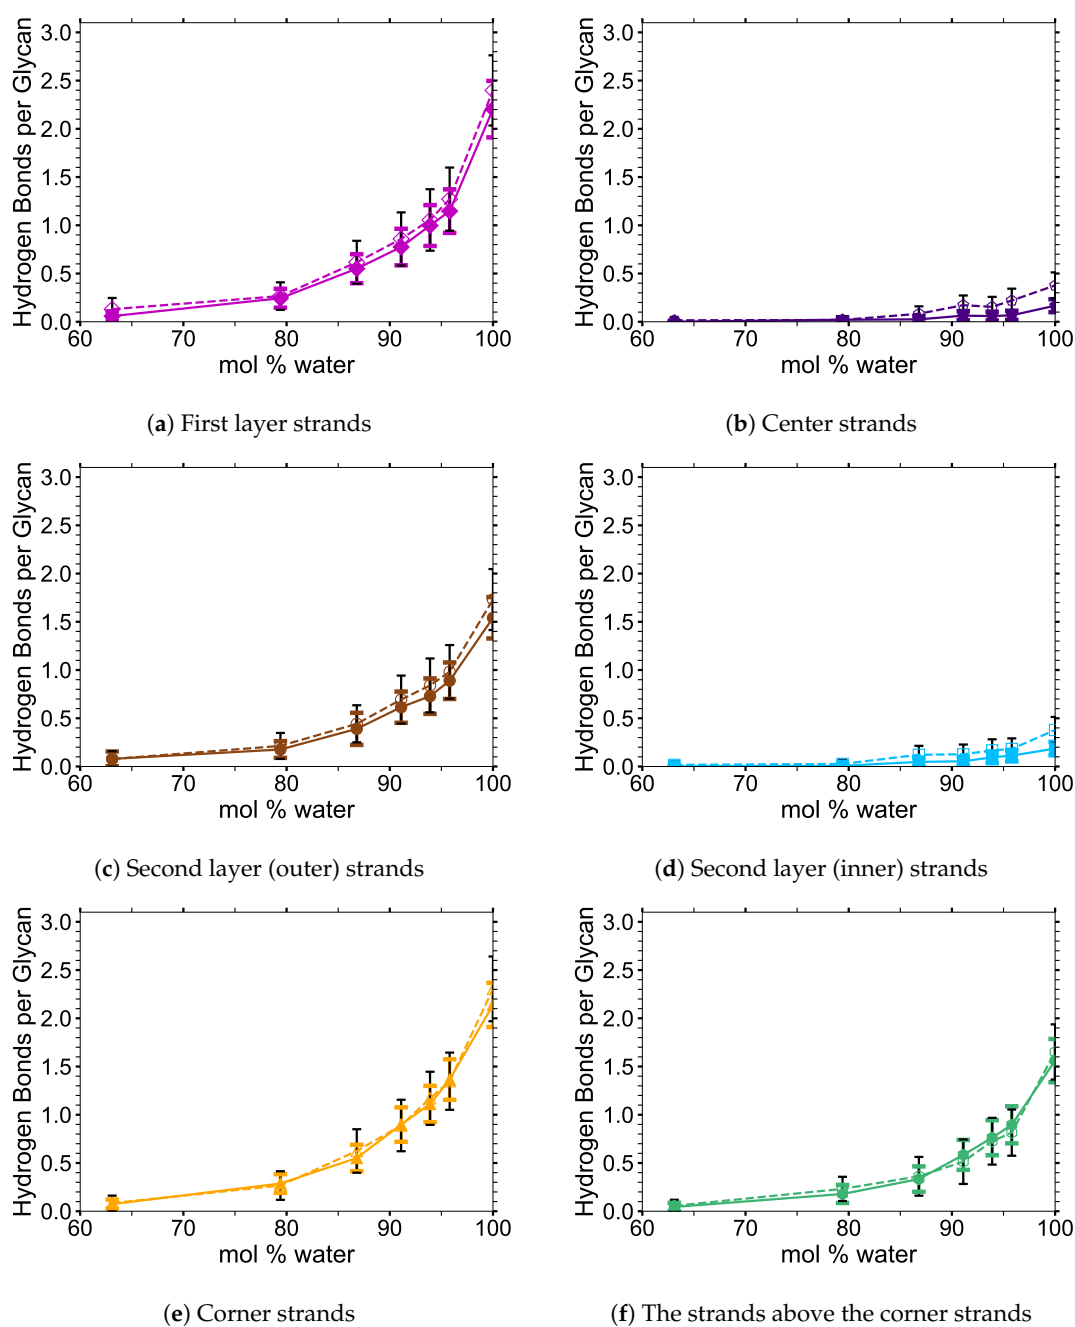 Hydrogen Bonds per Glycan
3.0
2.5
2.0
1.5
1.0
0.5
0.0
60 70 80 90 100
mol % water
(a) First layer strands
Hydrogen Bonds per Glycan
3.0
2.5
2.0
1.5
1.0
0.5
0.0
60 70 80 90 100
mol % water
(b) Center strands
Hydrogen Bonds per Glycan
3.0
2.5
2.0
1.5
1.0
0.5
0.0
60 70 80 90 100
mol % water
(c) Second layer (outer) strands
Hydrogen Bonds per Glycan
3.0
2.5
2.0
1.5
1.0
0.5
0.0
60 70 80 90 100
mol % water
(d) Second layer (inner) strands
Hydrogen Bonds per Glycan
3.0
2.5
2.0
1.5
1.0
0.5
0.0
60 70 80 90 100
mol % water
(e) Corner strands
Hydrogen Bonds per Glycan
3.0
2.5
2.0
1.5
1.0
0.5
0.0
60 70 80 90 100
mol % water
(f) The strands above the corner strands